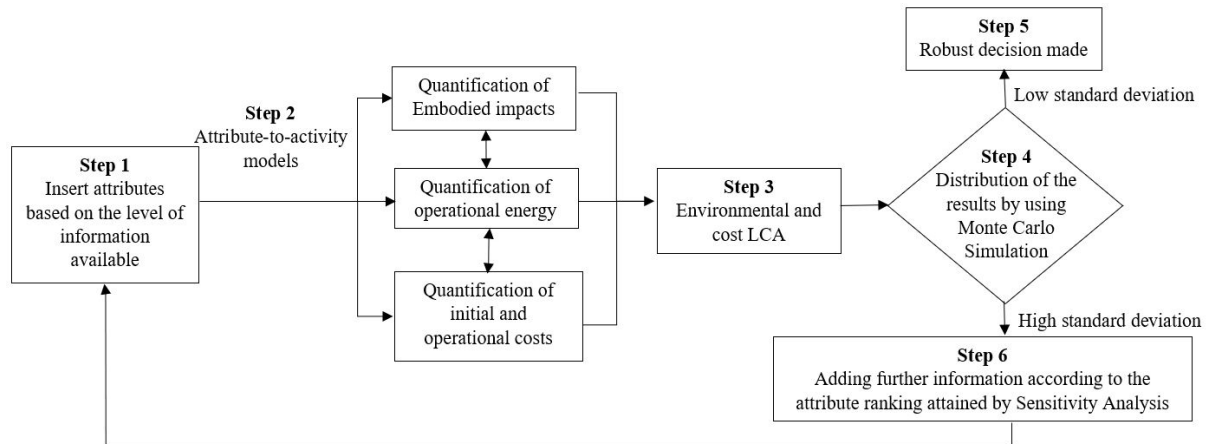 Step 1
Insert attributes
based on the level of
information
available
Step 2
Attribute-to-activity
models
Quantification of
Embodied impacts
Quantification of
operational energy
Quantification of
initial and
operational costs
Step 3
Environmental and
cost LCA
Step 4
Distribution of the
results by using
Monte Carlo
Simulation
Low standard deviation
Step 5
Robust decision made
High standard deviation
Step 6
Adding further information according to the
attribute ranking attained by Sensitivity Analysis